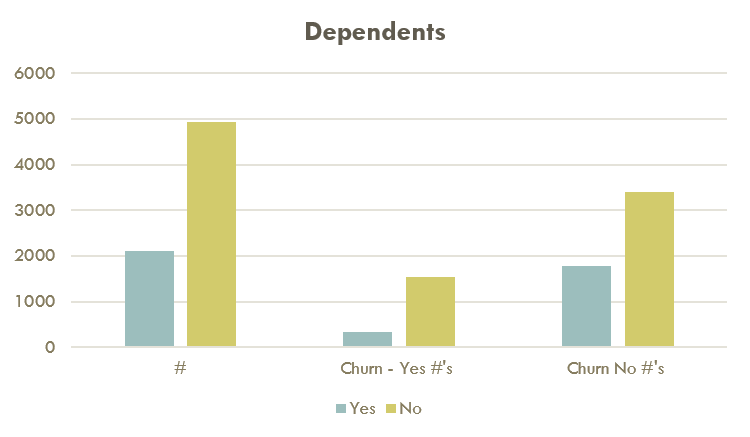 Dependents
6000
5000
4000
3000
2000
1000
0
# Churn - Yes #'s Churn No #'s
Yes No